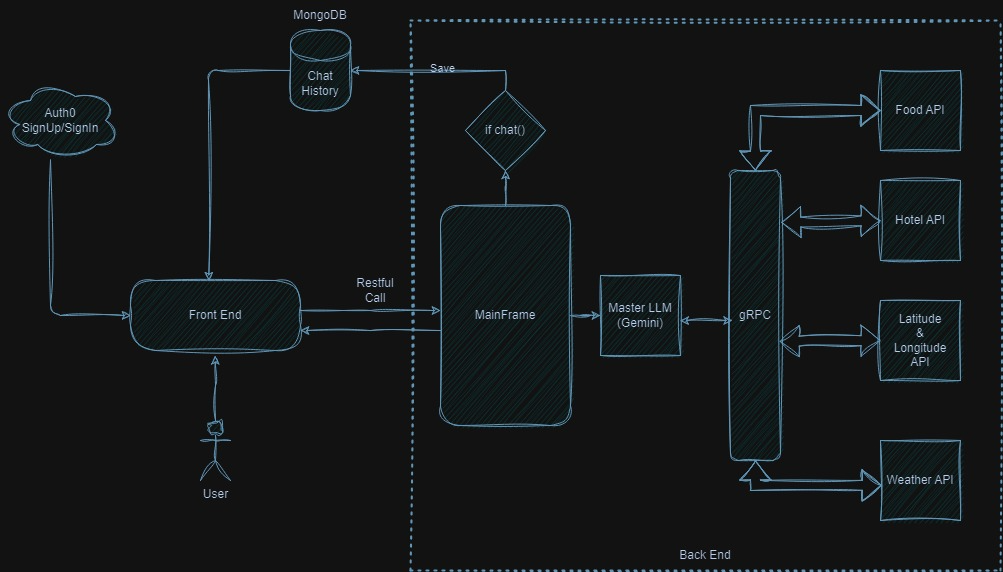 MongoDB
Chat
History
Save
Auth0
SignUp/SignIn
if chat()
Food API
Hotel API
Restful
Call
Front End
MainFrame
Master LLM
(Gemini)
gRPC
Latitude
&
Longitude
API
Weather API
User
Back End